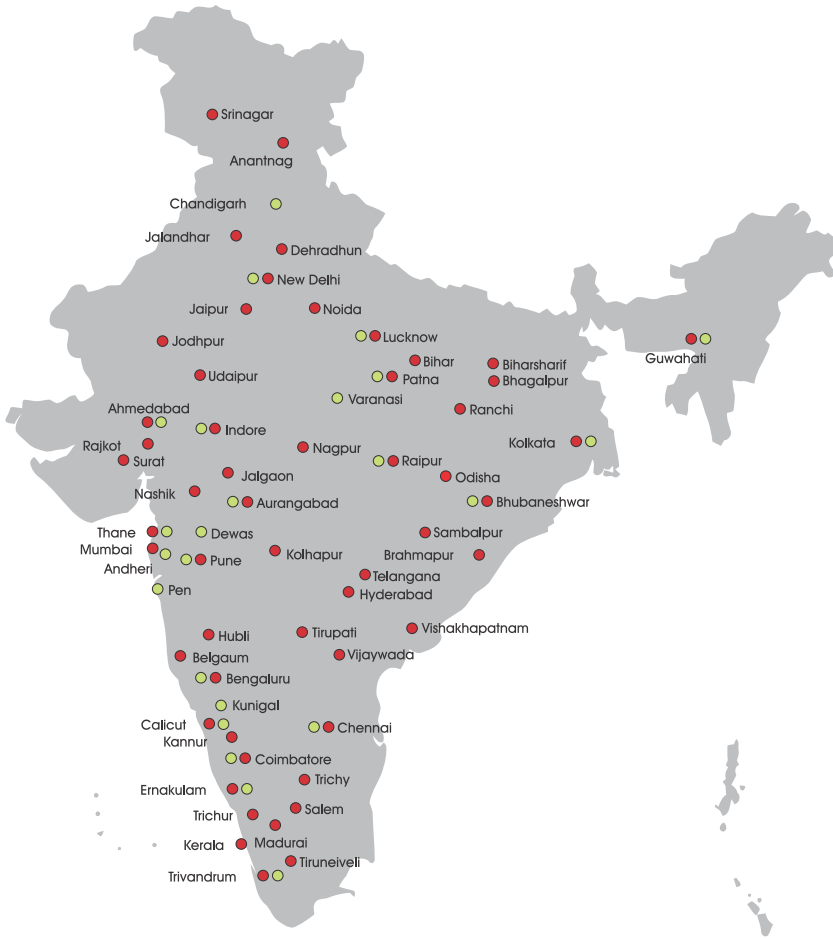 Srinagar
Anantnag
Chandigarh
Jalandhar
Dehradhun
New Delhi
Jaipur
Noida
Lucknow
Guwahati
Jodhpur
Bihar
Biharsharif
Udaipur
Patna
Bhagalpur
Varanasi
Ahmedabad
Ranchi
Indore
Rajkot
Nagpur
Kolkata
Surat
Raipur
Jalgaon
Odisha
Nashik
Aurangabad
Bhubaneshwar
Thane
Dewas
Sambalpur
Mumbai
Kolhapur
Brahmapur
Andheri
Pune
Telangana
Pen
Hyderabad
Hubli
Tirupati
Vishakhapatnam
Belgaum
Vijaywada
Bengaluru
Kunigal
Calicut
Chennai
Kannur
Coimbatore
Trichy
Ernakulam
Salem
Trichur
Kerala
Madurai
Tiruneiveli
Trivandrum